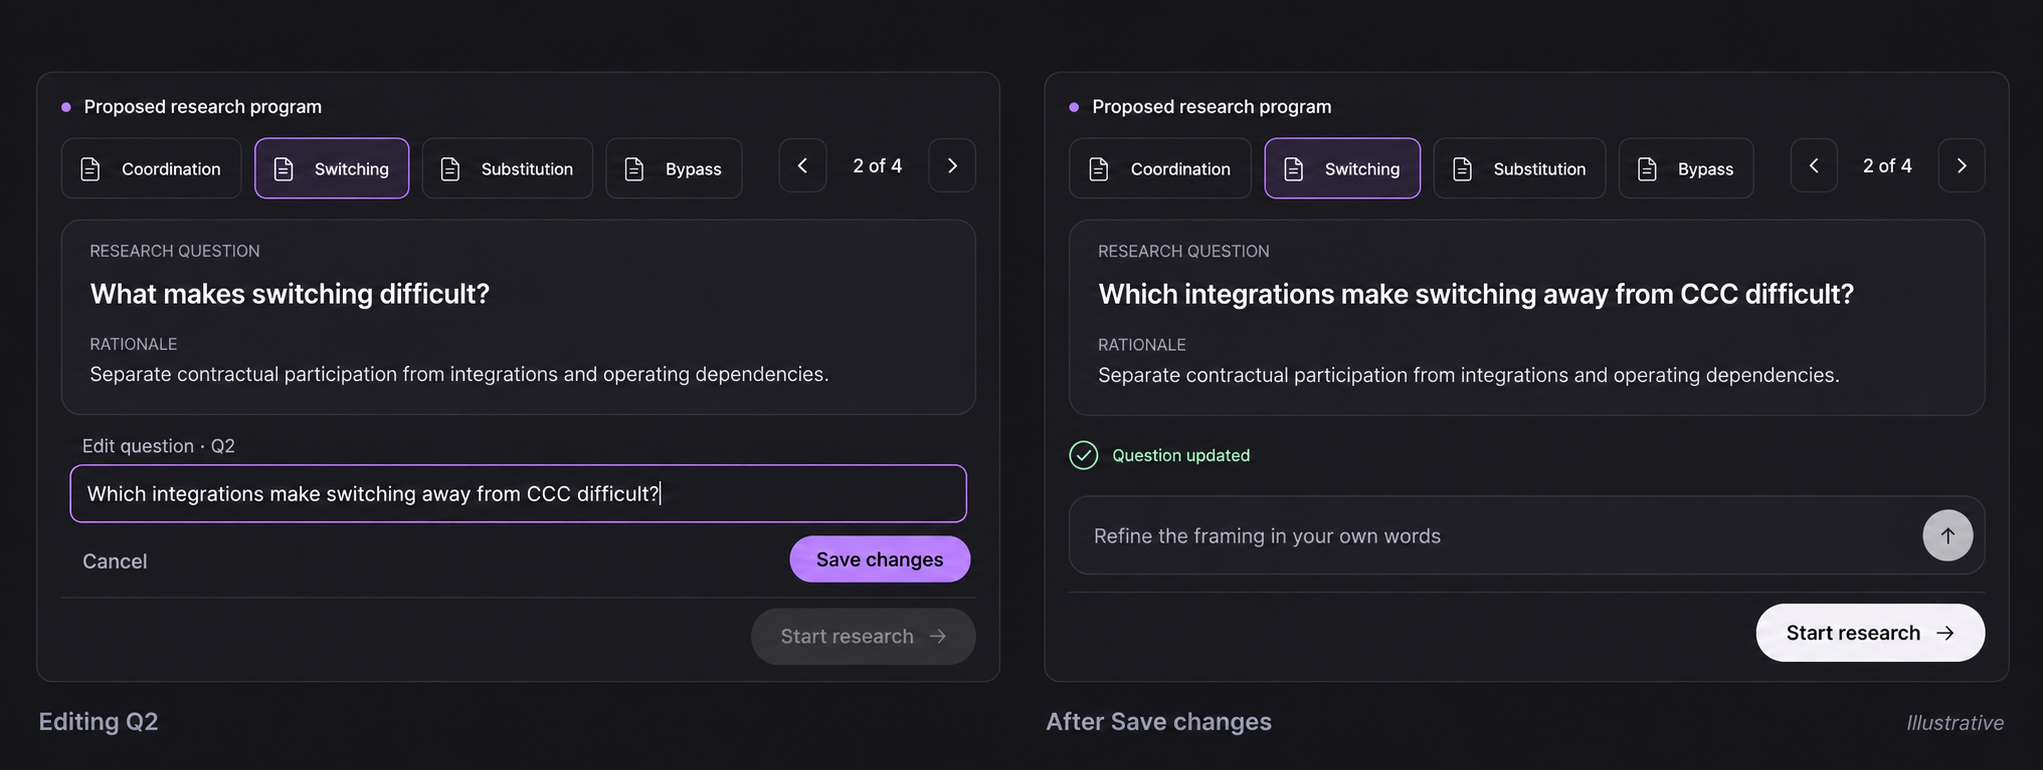 Proposed research program
Coordination
Switching
Substitution
Bypass
2 of 4
RESEARCH QUESTION
What makes switching difficult?
RATIONALE
Separate contractual participation from integrations and operating dependencies.
Edit question · Q2
Which integrations make switching away from CCC difficult?
Cancel
Save changes
Start research →
Editing Q2
Proposed research program
Coordination
Switching
Substitution
Bypass
2 of 4
RESEARCH QUESTION
Which integrations make switching away from CCC difficult?
RATIONALE
Separate contractual participation from integrations and operating dependencies.
Question updated
Refine the framing in your own words
Start research →
After Save changes
Illustrative